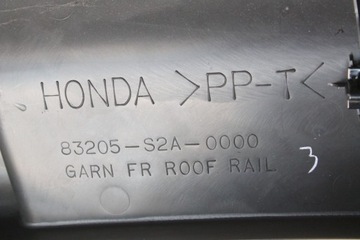 HONDA >PP-T<
83205-S2A-0000
GARN FR ROOF RAIL 3